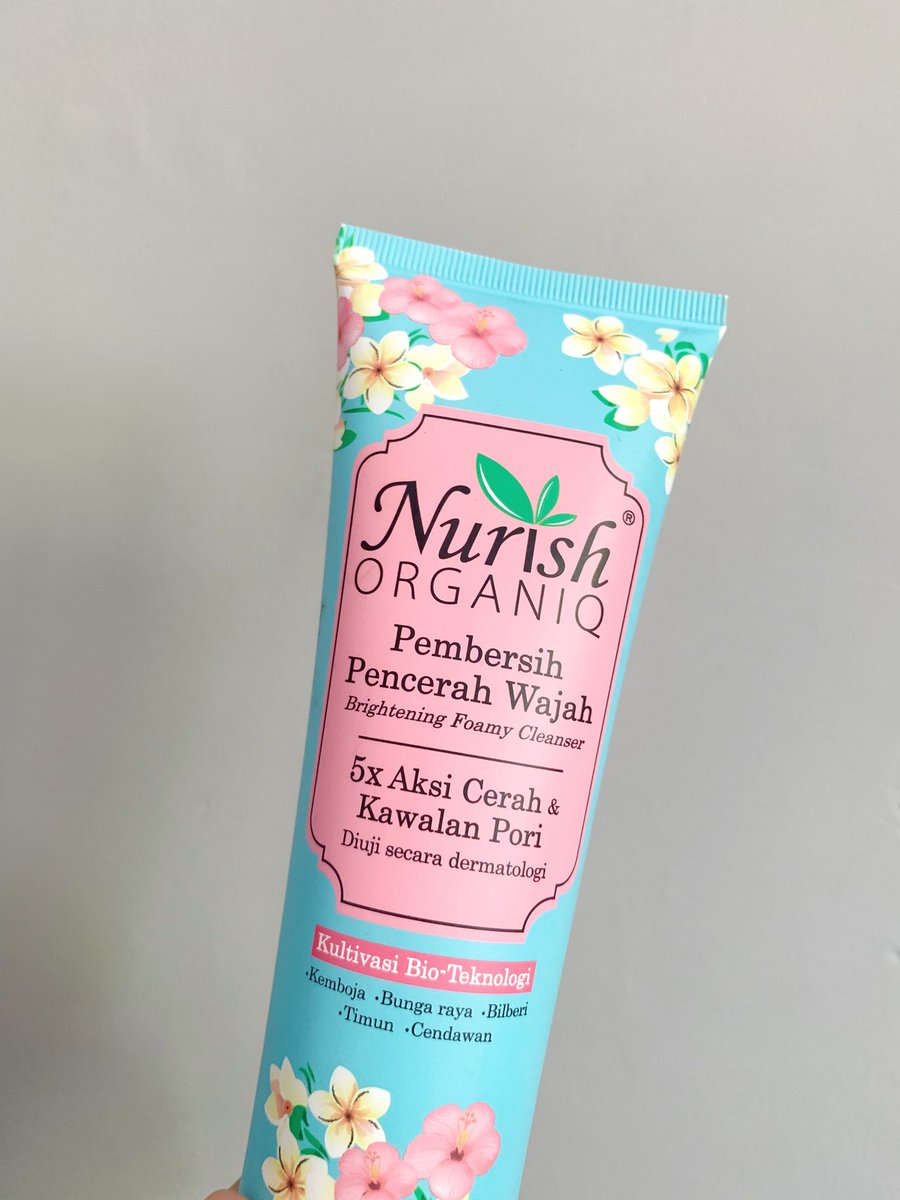 Nurish®
ORGANIQ
Pembersih
Pencerah Wajah
Brightening Foamy Cleanser
5x Aksi Cerah &
Kawalan Pori
Diuji secara dermatologi
Kultivasi Bio-Teknologi
•Kemboja •Bunga raya •Bilberi
•Timun •Cendawan